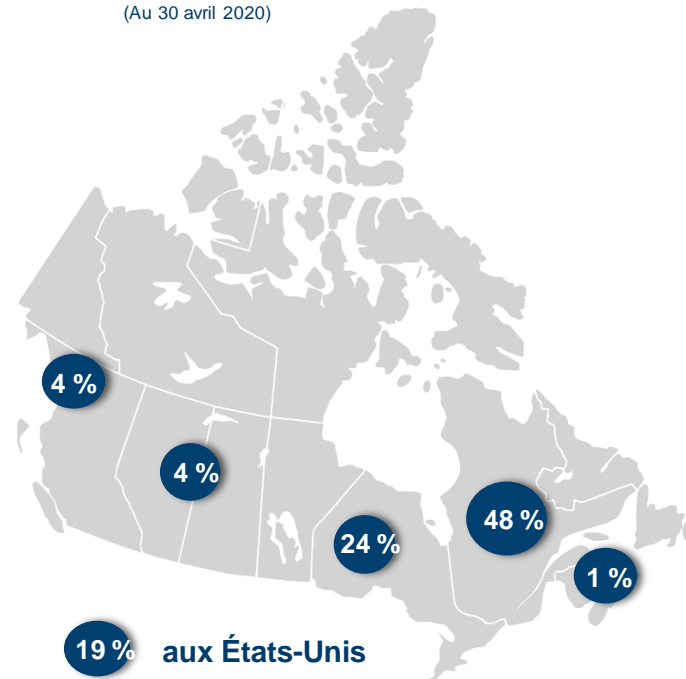 (Au 30 avril 2020)
4 %
4 %
48 %
24 %
1 %
19 % aux États-Unis